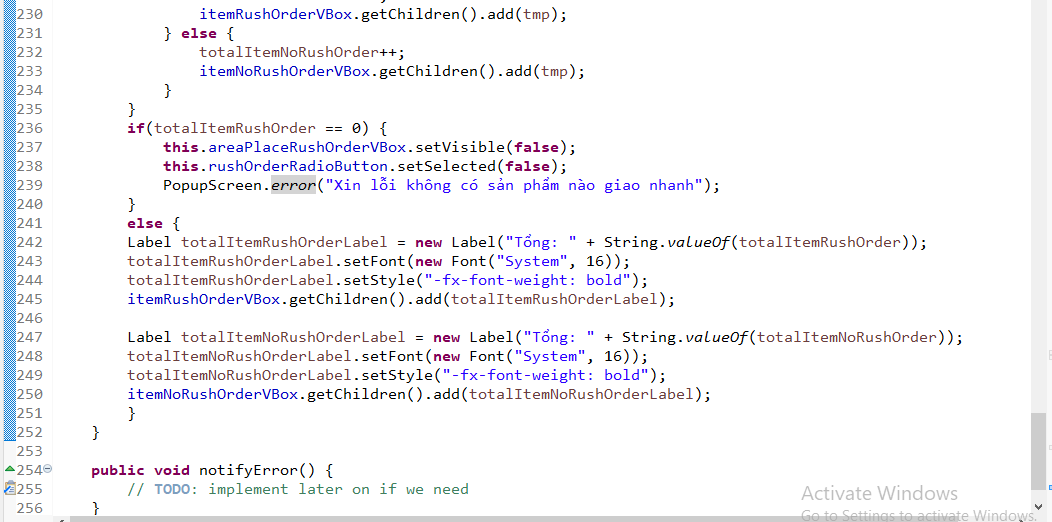 230 itemRushOrderVBox.getChildren().add(tmp);
231 } else {
232 totalItemNoRushOrder++;
233 itemNoRushOrderVBox.getChildren().add(tmp);
234 }
235 }
236 if(totalItemRushOrder == 0) {
237 this.areaPlaceRushOrderVBox.setVisible(false);
238 this.rushOrderRadioButton.setSelected(false);
239 PopupScreen.error("Xin lỗi không có sản phẩm nào giao nhanh");
240 }
241 else {
242 Label totalItemRushOrderLabel = new Label("Tổng: " + String.valueOf(totalItemRushOrder));
243 totalItemRushOrderLabel.setFont(new Font("System", 16));
244 totalItemRushOrderLabel.setStyle("-fx-font-weight: bold");
245 itemRushOrderVBox.getChildren().add(totalItemRushOrderLabel);
246
247 Label totalItemNoRushOrderLabel = new Label("Tổng: " + String.valueOf(totalItemNoRushOrder));
248 totalItemNoRushOrderLabel.setFont(new Font("System", 16));
249 totalItemNoRushOrderLabel.setStyle("-fx-font-weight: bold");
250 itemNoRushOrderVBox.getChildren().add(totalItemNoRushOrderLabel);
251 }
252 }
253
254 public void notifyError() {
255 // TODO: implement later on if we need
256 }
Activate Windows
Go to Settings to activate Windows.